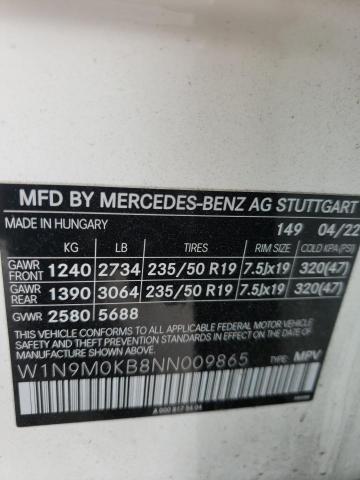 MFD BY MERCEDES-BENZ AG STUTTGART
MADE IN HUNGARY 149 04/22
KG LB TIRES RIM SIZE COLD KPA(PSI)
GAWR FRONT 1240 2734 235/50 R19 7.5Jx19 320(47)
GAWR REAR 1390 3064 235/50 R19 7.5Jx19 320(47)
GVWR 2580 5688
THIS VEHICLE CONFORMS TO ALL APPLICABLE FEDERAL MOTOR VEHICLE
SAFETY AND THEFT PREVENTION STANDARDS IN EFFECT ON THE
DATE OF MANUFACTURE SHOWN ABOVE.
W1N9M0KB8NN009865 TYPE: MPV